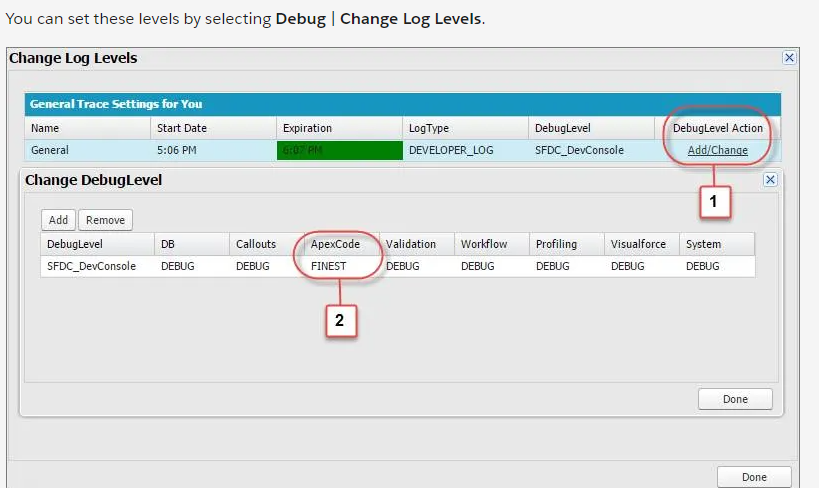 You can set these levels by selecting Debug | Change Log Levels.
Change Log Levels
General Trace Settings for You
Name Start Date Expiration LogType DebugLevel DebugLevel Action
General 5:06 PM 6:07 PM DEVELOPER_LOG SFDC_DevConsole Add/Change
Change DebugLevel
1
Add Remove
DebugLevel DB Callouts ApexCode Validation Workflow Profiling Visualforce System
SFDC_DevConsole DEBUG DEBUG FINEST DEBUG DEBUG DEBUG DEBUG DEBUG
2
Done
Done